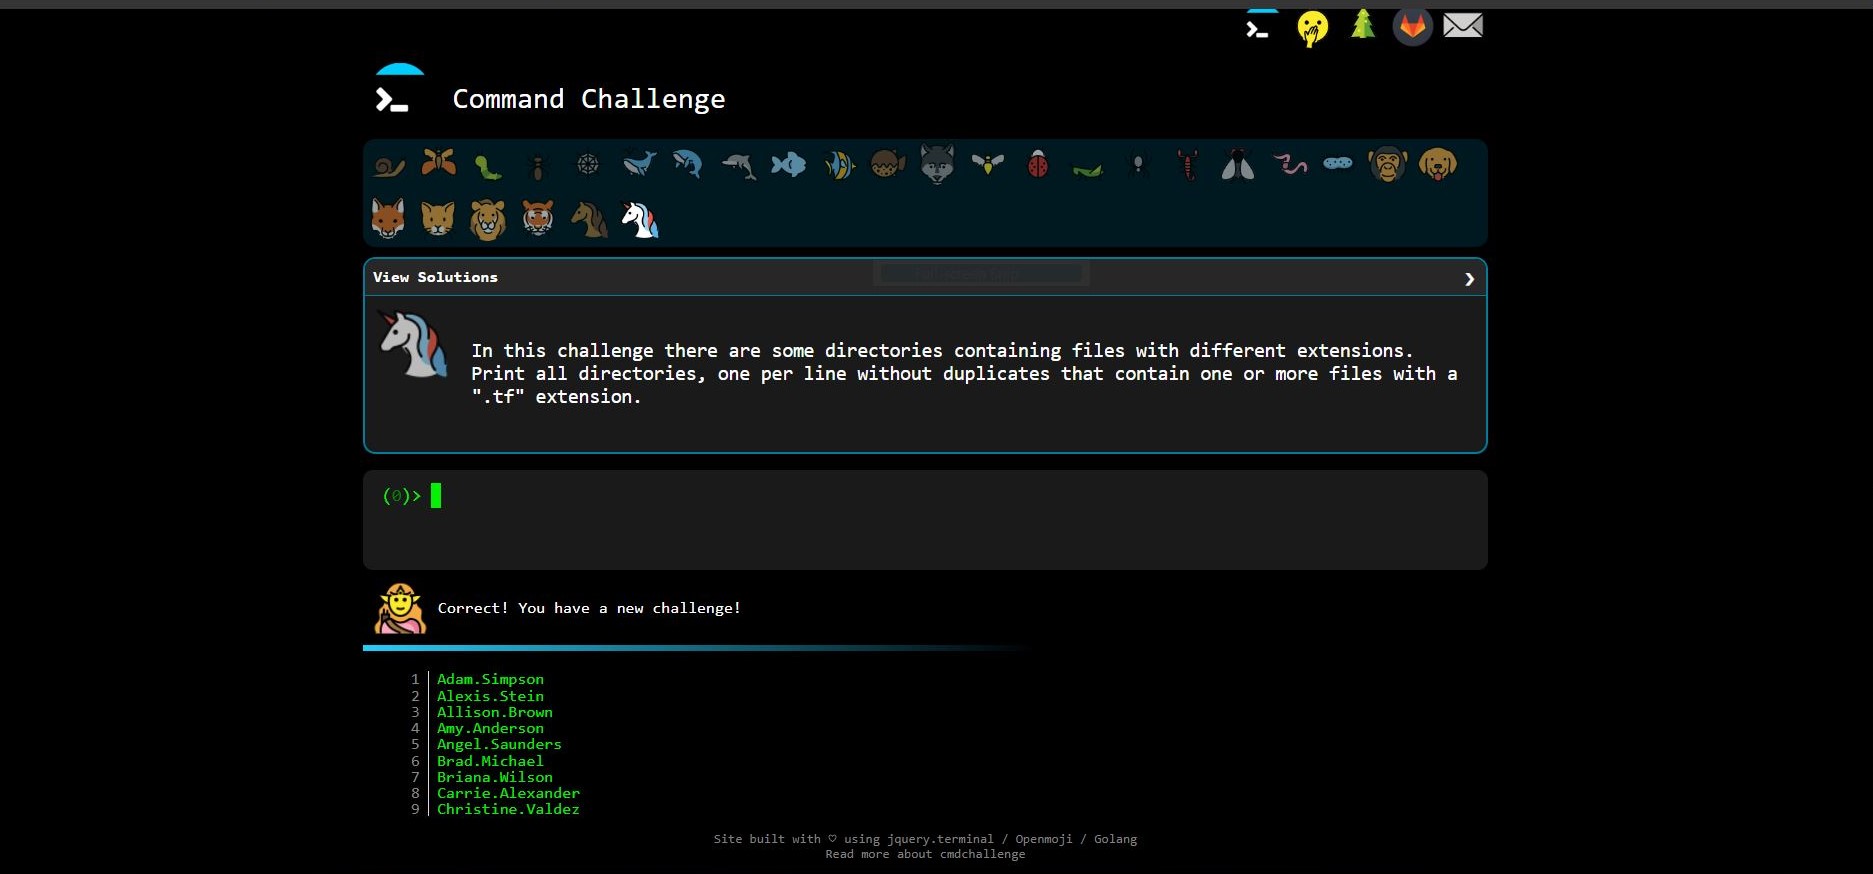 Command Challenge
View Solutions
In this challenge there are some directories containing files with different extensions.
Print all directories, one per line without duplicates that contain one or more files with a
".tf" extension.
(0)>
Correct! You have a new challenge!
1 Adam.Simpson
2 Alexis.Stein
3 Allison.Brown
4 Amy.Anderson
5 Angel.Saunders
6 Brad.Michael
7 Briana.Wilson
8 Carrie.Alexander
9 Christine.Valdez
Site built with ♡ using jquery.terminal / Openmoji / Golang
Read more about cmdchallenge